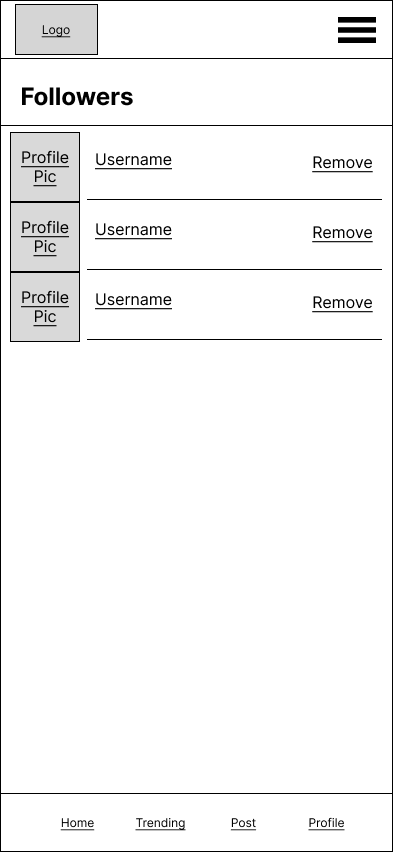 Logo
Followers
Profile
Pic
Username
Remove
Profile
Pic
Username
Remove
Profile
Pic
Username
Remove
Home Trending Post Profile